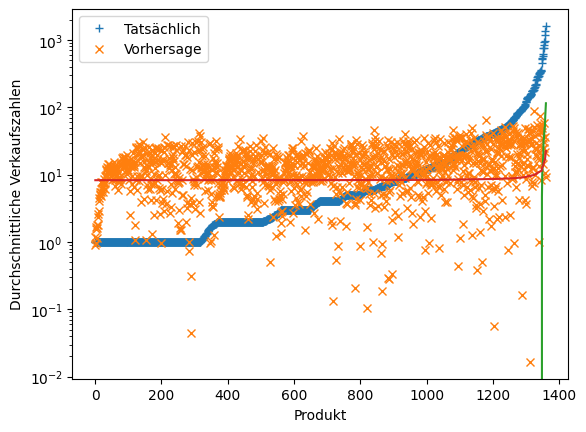 Tatsächlich
Vorhersage
Durchschnittliche Verkaufszahlen
10³
10²
10¹
10⁰
10⁻¹
10⁻²
0 200 400 600 800 1000 1200 1400
Produkt